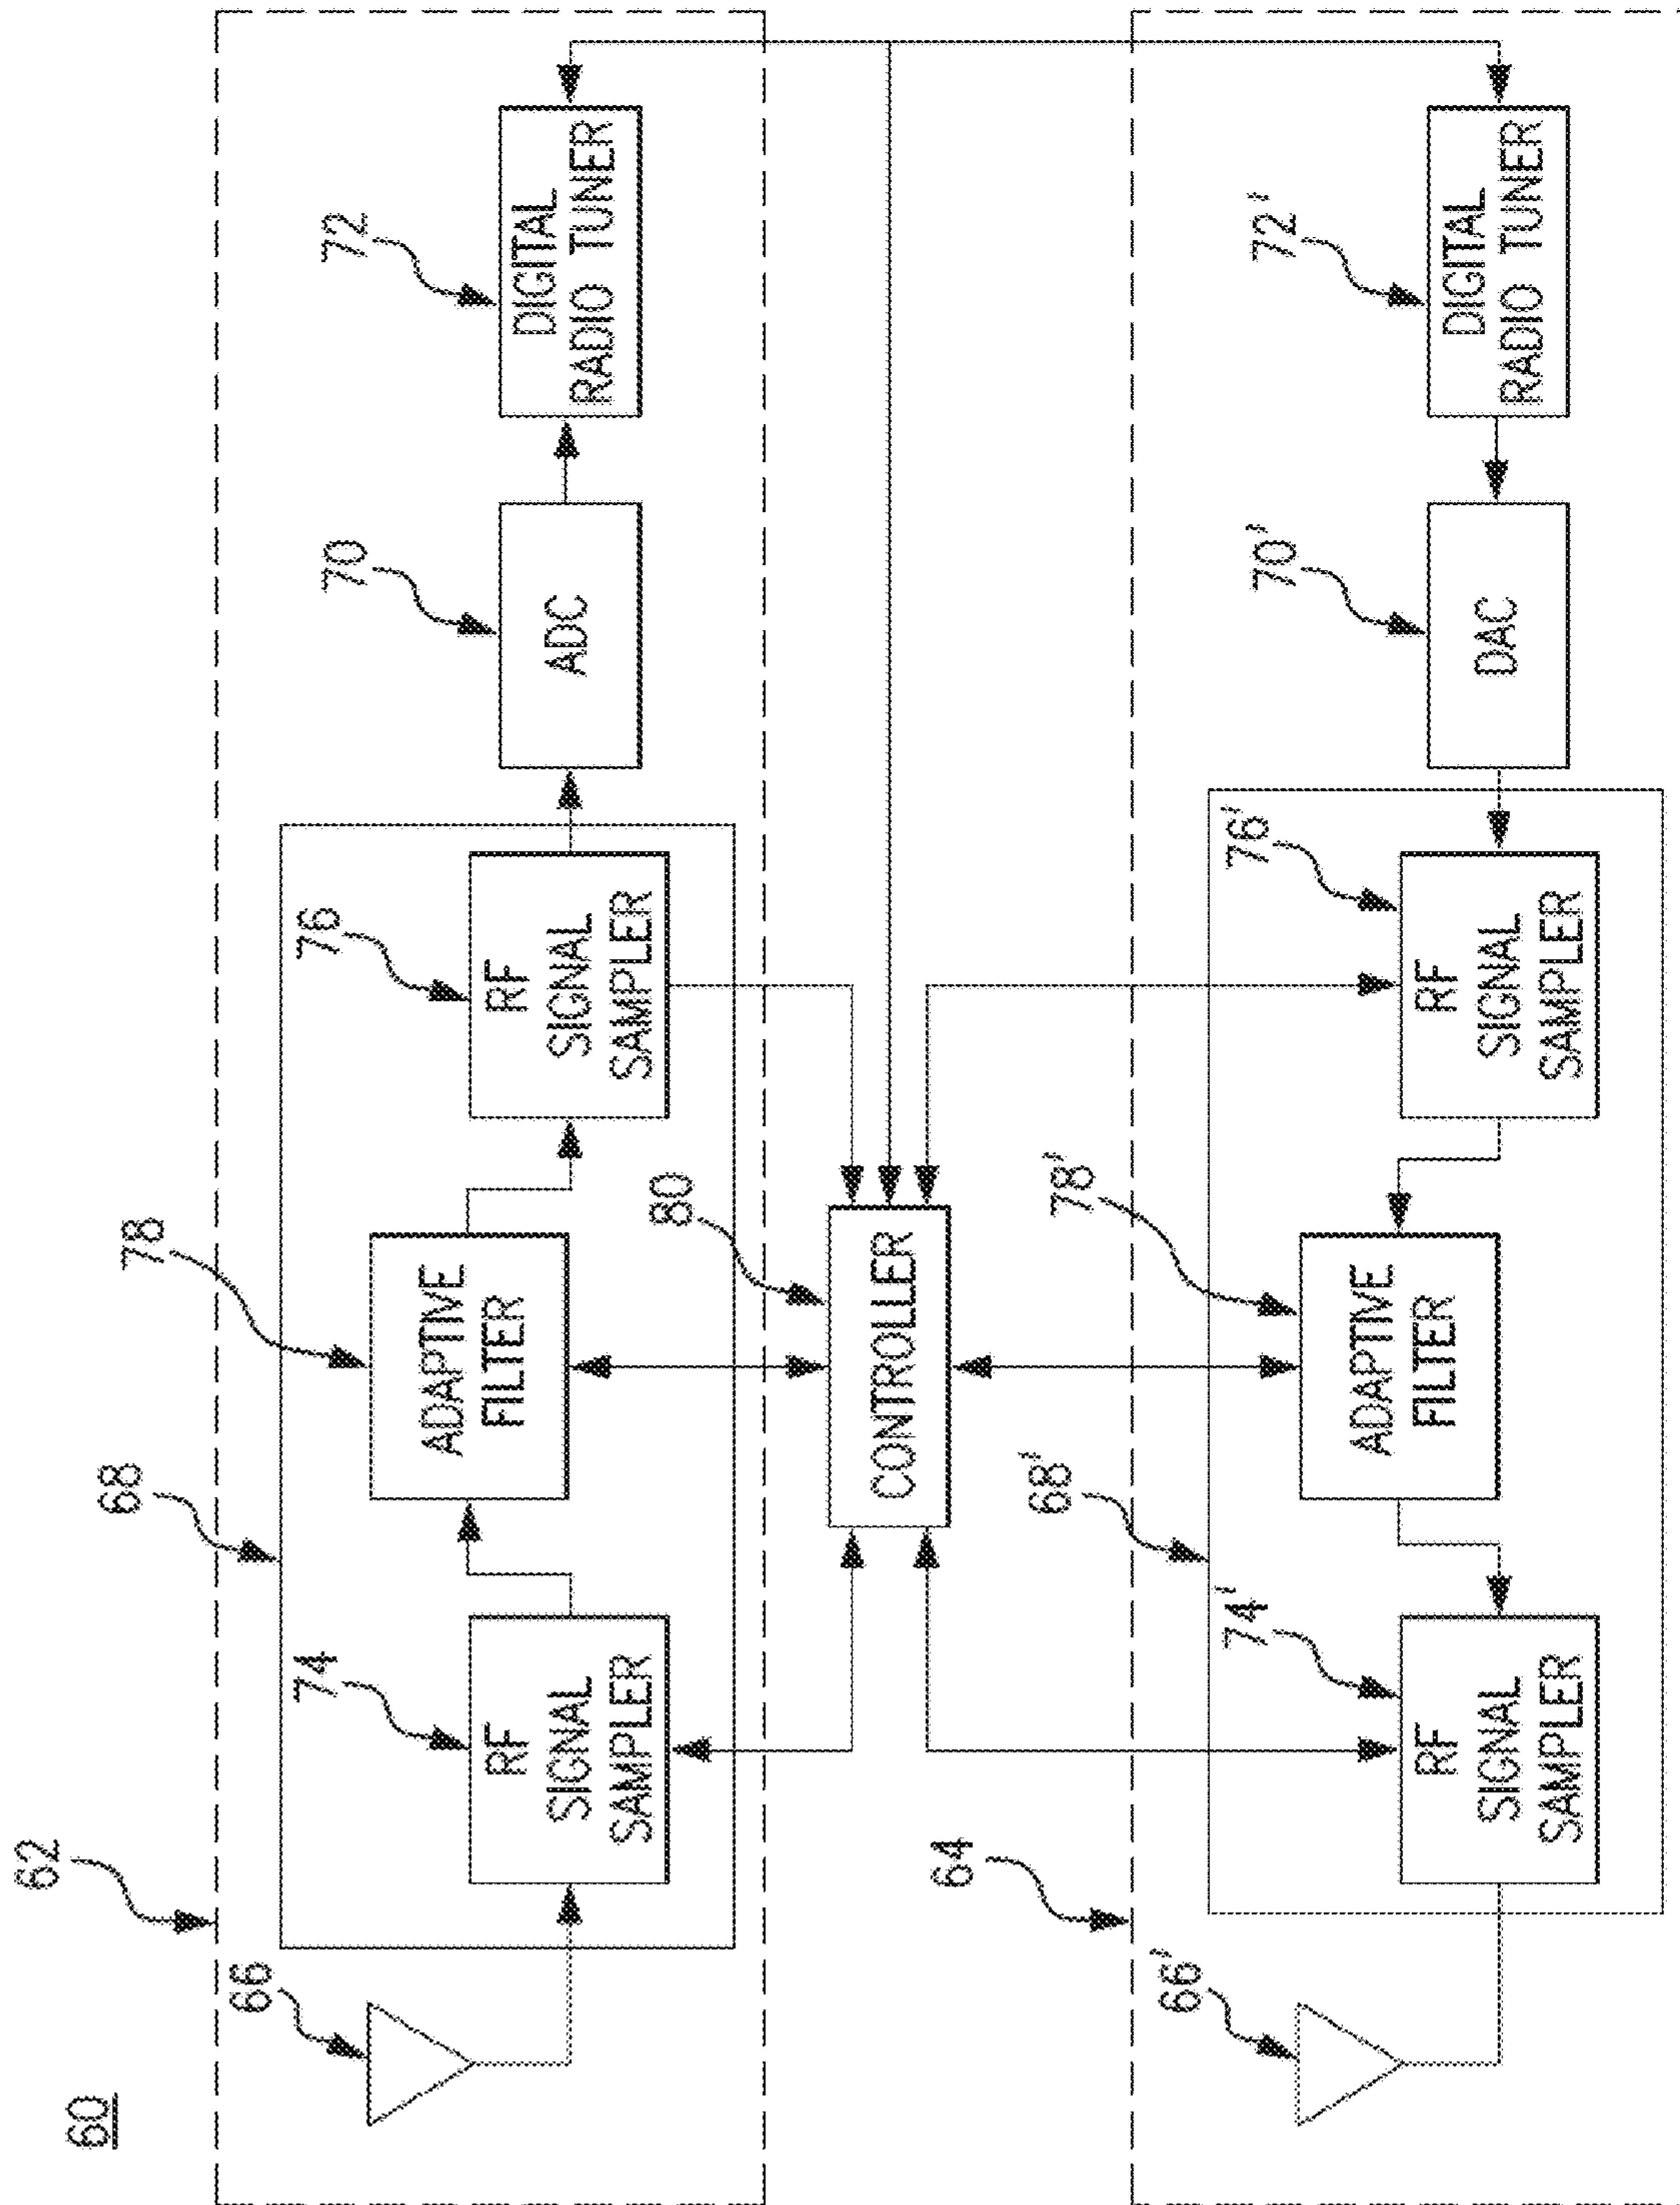 60
62
66
68
74
RF
SIGNAL
SAMPLER
78
ADAPTIVE
FILTER
76
RF
SIGNAL
SAMPLER
70
ADC
72
DIGITAL
RADIO TUNER
80
CONTROLLER
64
66'
68'
74'
RF
SIGNAL
SAMPLER
78'
ADAPTIVE
FILTER
76'
RF
SIGNAL
SAMPLER
70'
DAC
72'
DIGITAL
RADIO TUNER